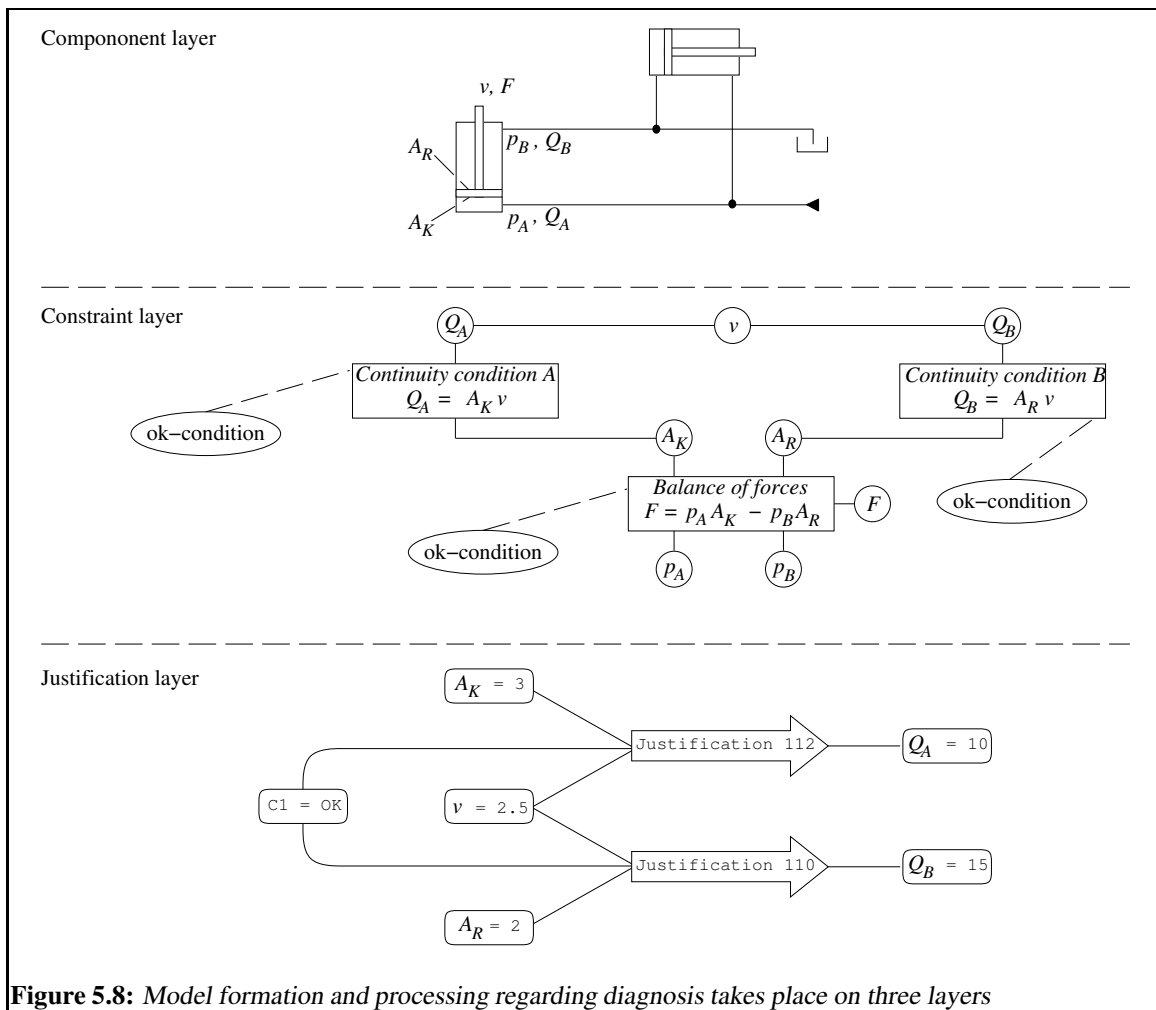 Compononent layer
v, F
A_R
p_B, Q_B
A_K
p_A, Q_A
Constraint layer
Q_A
v
Q_B
Continuity condition A
Q_A = A_K v
Continuity condition B
Q_B = A_R v
ok−condition
A_K
A_R
Balance of forces
F = p_A A_K − p_B A_R
F
ok−condition
ok−condition
p_A
p_B
Justification layer
A_K = 3
Justification 112
Q_A = 10
C1 = OK
v = 2.5
Justification 110
Q_B = 15
A_R = 2
Figure 5.8: Model formation and processing regarding diagnosis takes place on three layers